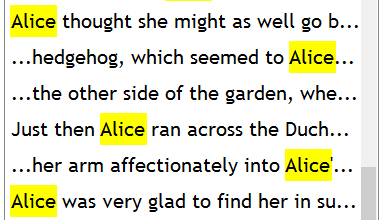 Alice thought she might as well go b...
...hedgehog, which seemed to Alice...
...the other side of the garden, whe...
Just then Alice ran across the Duch...
...her arm affectionately into Alice'...
Alice was very glad to find her in su...